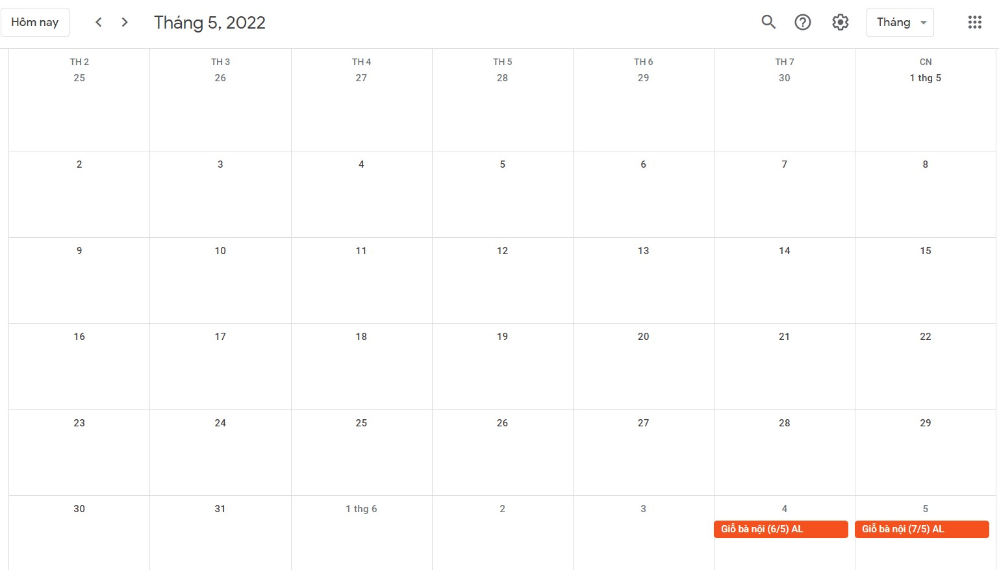 Hôm nay Tháng 5, 2022 Tháng
TH 2 TH 3 TH 4 TH 5 TH 6 TH 7 CN
25 26 27 28 29 30 1 thg 5
2 3 4 5 6 7 8
9 10 11 12 13 14 15
16 17 18 19 20 21 22
23 24 25 26 27 28 29
30 31 1 thg 6 2 3 4 5
Giỗ bà nội (6/5) AL Giỗ bà nội (7/5) AL